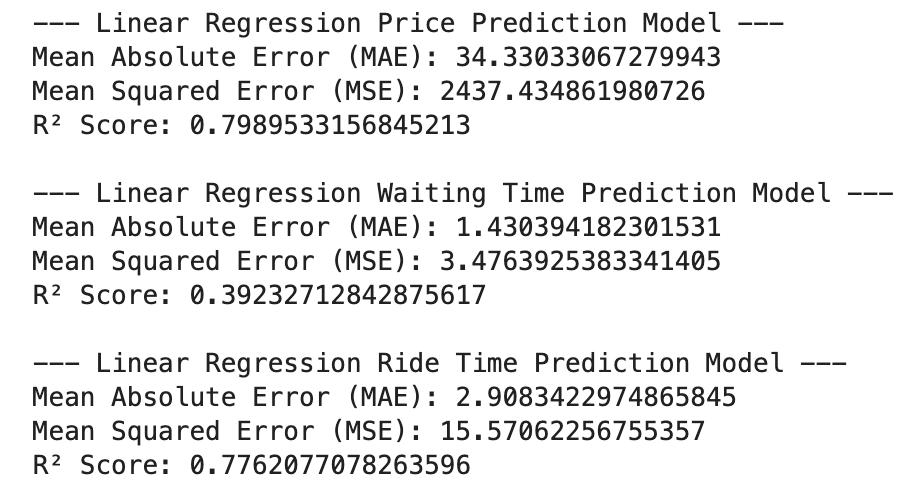 --- Linear Regression Price Prediction Model ---
Mean Absolute Error (MAE): 34.33033067279943
Mean Squared Error (MSE): 2437.434861980726
R² Score: 0.7989533156845213
--- Linear Regression Waiting Time Prediction Model ---
Mean Absolute Error (MAE): 1.430394182301531
Mean Squared Error (MSE): 3.4763925383341405
R² Score: 0.39232712842875617
--- Linear Regression Ride Time Prediction Model ---
Mean Absolute Error (MAE): 2.9083422974865845
Mean Squared Error (MSE): 15.57062256755357
R² Score: 0.7762077078263596